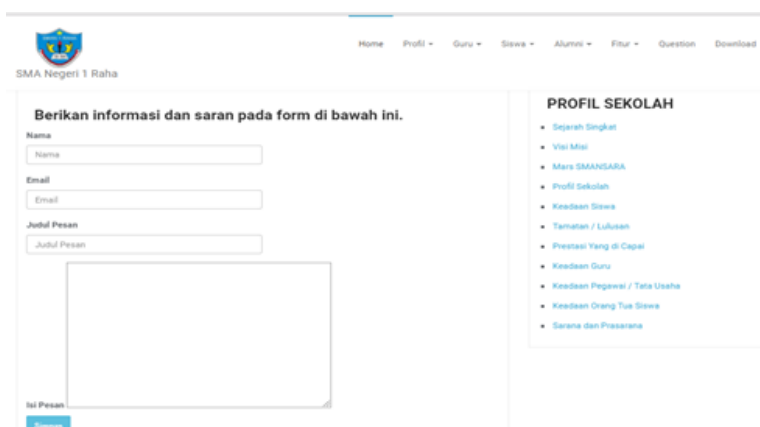 Home Profil Guru Siswa Alumni Fitur Question Download
SMA Negeri 1 Raha
Berikan informasi dan saran pada form di bawah ini.
Nama
Nama
Email
Email
Judul Pesan
Judul Pesan
Isi Pesan
Simpan
PROFIL SEKOLAH
Sejarah Singkat
Visi Misi
Mars SMANSARA
Profil Sekolah
Keadaan Siswa
Tamatan / Lulusan
Prestasi Yang di Capai
Keadaan Guru
Keadaan Pegawai / Tata Usaha
Keadaan Orang Tua Siswa
Sarana dan Prasarana